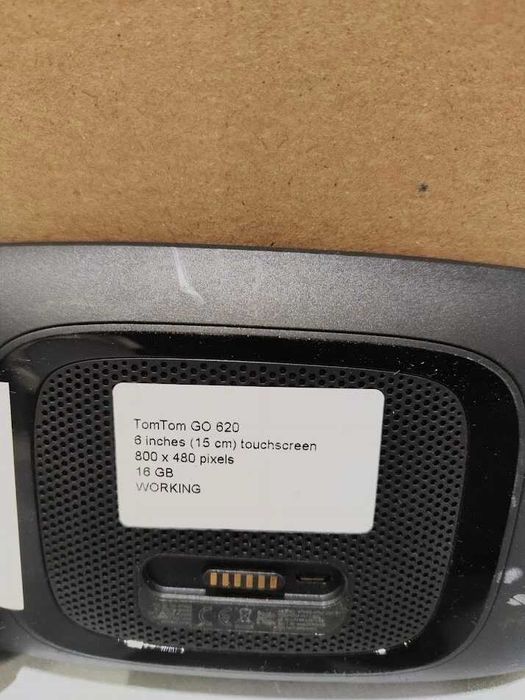 TomTom GO 620
6 inches (15 cm) touchscreen
800 x 480 pixels
16 GB
WORKING